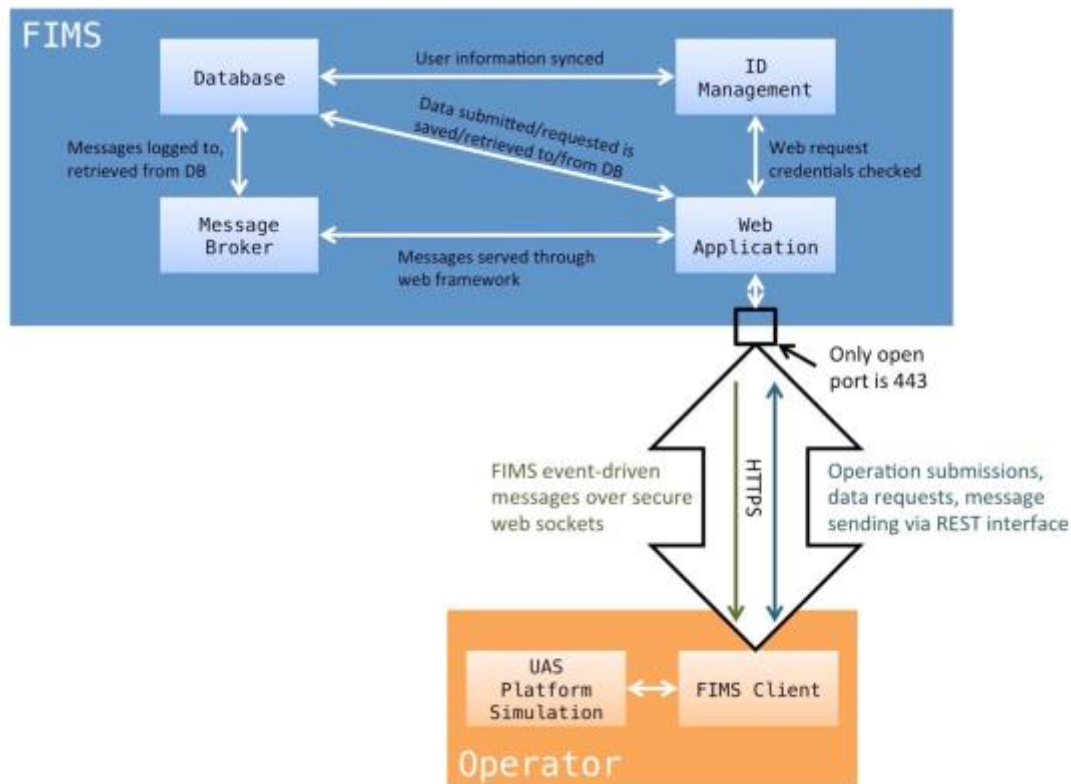 FIMS
Database
User information synced
ID
Management
Data submitted/requested is
saved/retrieved to/from DB
Messages logged to,
retrieved from DB
Web request
credentials checked
Message
Broker
Web
Application
Messages served through
web framework
Only open
port is 443
FIMS event-driven
messages over secure
web sockets
HTTPS
Operation submissions,
data requests, message
sending via REST interface
UAS
Platform
Simulation
FIMS Client
Operator